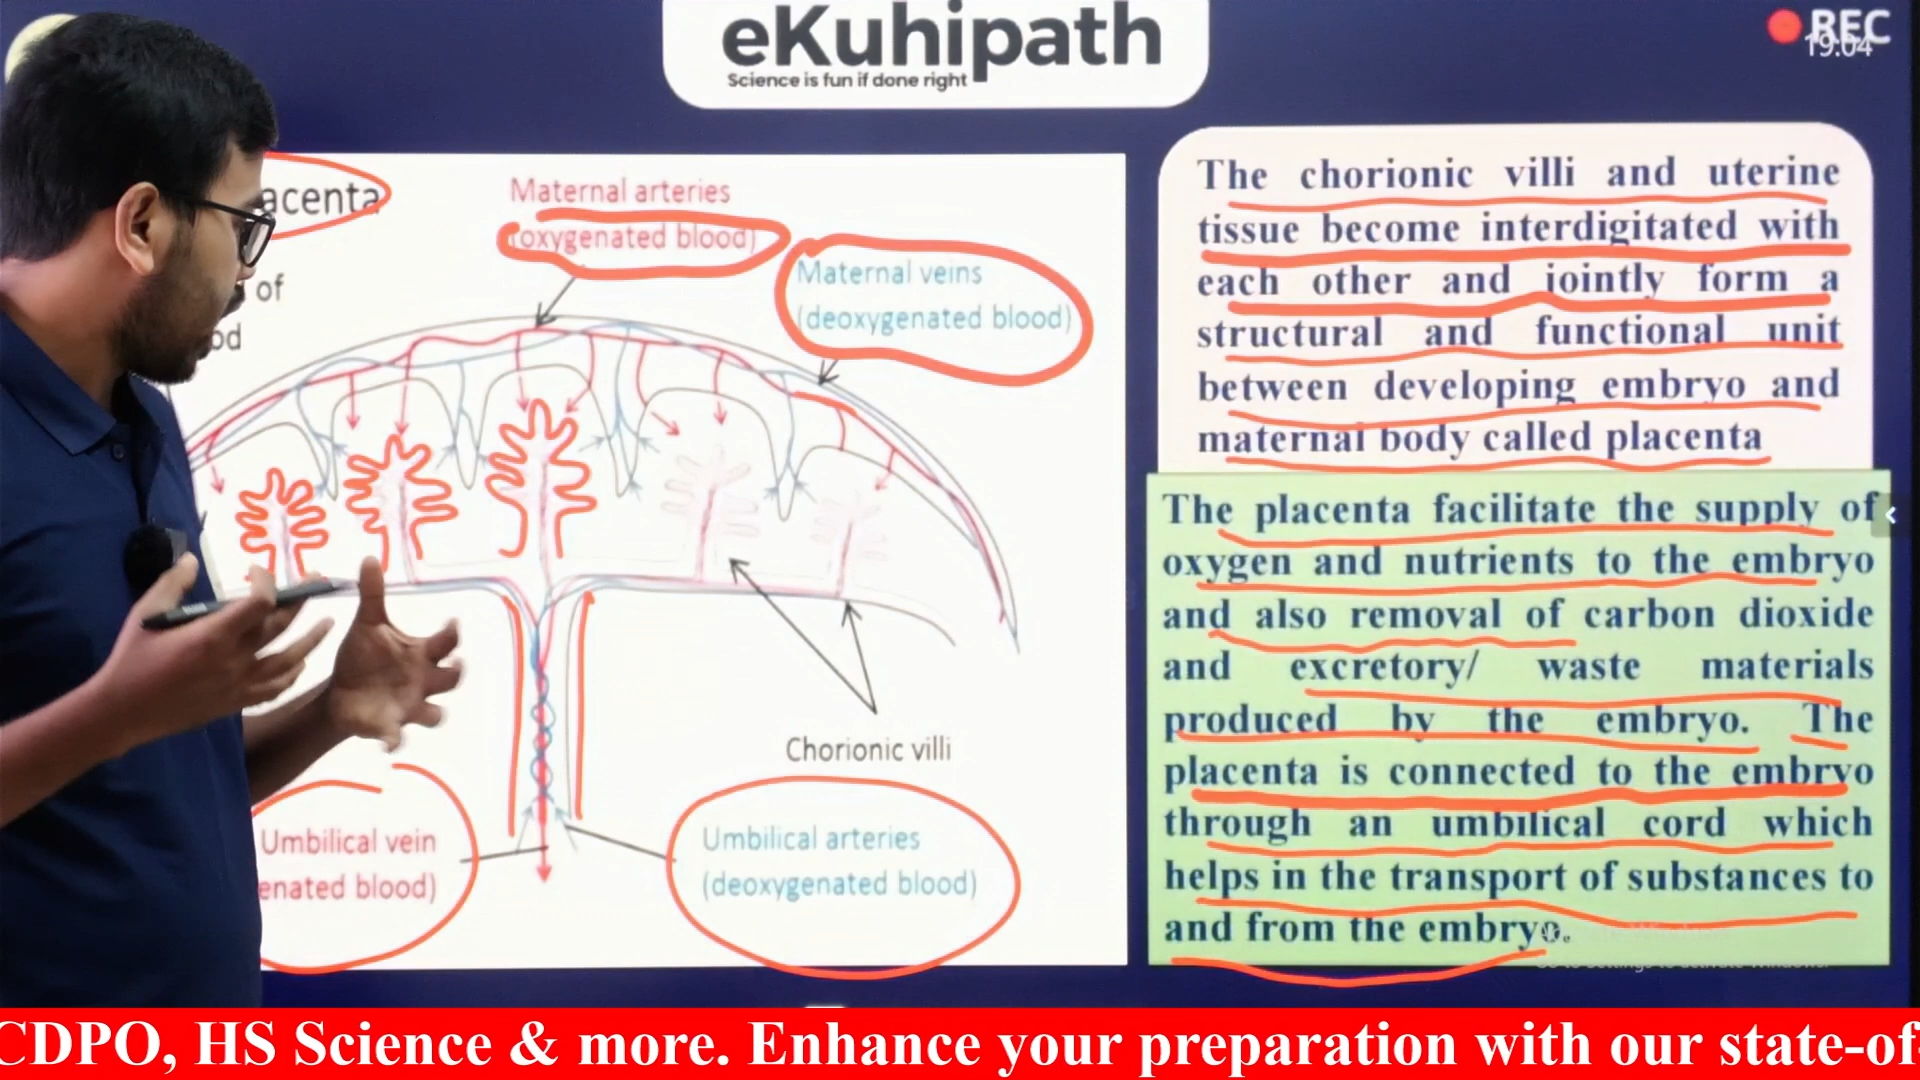 eKuhipath
Science is fun if done right
REC
19:04
acenta
Maternal arteries
(oxygenated blood)
Maternal veins
(deoxygenated blood)
of
od
Chorionic villi
Umbilical vein
enated blood)
Umbilical arteries
(deoxygenated blood)
The chorionic villi and uterine
tissue become interdigitated with
each other and jointly form a
structural and functional unit
between developing embryo and
maternal body called placenta
The placenta facilitate the supply of
oxygen and nutrients to the embryo
and also removal of carbon dioxide
and excretory/ waste materials
produced by the embryo. The
placenta is connected to the embryo
through an umbilical cord which
helps in the transport of substances to
and from the embryo.
CDPO, HS Science & more. Enhance your preparation with our state-of